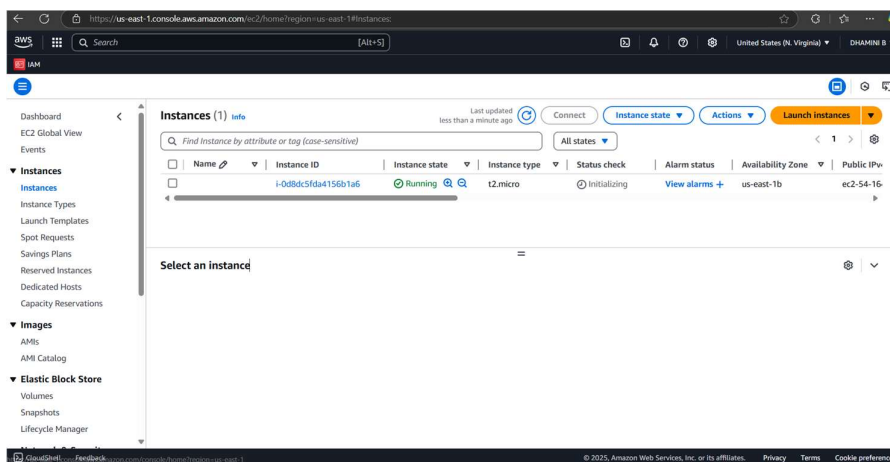 https://us-east-1.console.aws.amazon.com/ec2/home?region=us-east-1#Instances:
aws Search [Alt+S] United States (N. Virginia) DHAMINI B
IAM
Dashboard
EC2 Global View
Events
Instances
Instances
Instance Types
Launch Templates
Spot Requests
Savings Plans
Reserved Instances
Dedicated Hosts
Capacity Reservations
Images
AMIs
AMI Catalog
Elastic Block Store
Volumes
Snapshots
Lifecycle Manager
Instances (1) Info
Last updated
less than a minute ago
Connect Instance state Actions Launch instances
Find Instance by attribute or tag (case-sensitive) All states 1
Name Instance ID Instance state Instance type Status check Alarm status Availability Zone Public IPv
i-0d8dc5fda4156b1a6 Running t2.micro Initializing View alarms + us-east-1b ec2-54-16
Select an instance
CloudShell Feedback © 2025, Amazon Web Services, Inc. or its affiliates. Privacy Terms Cookie preferenc